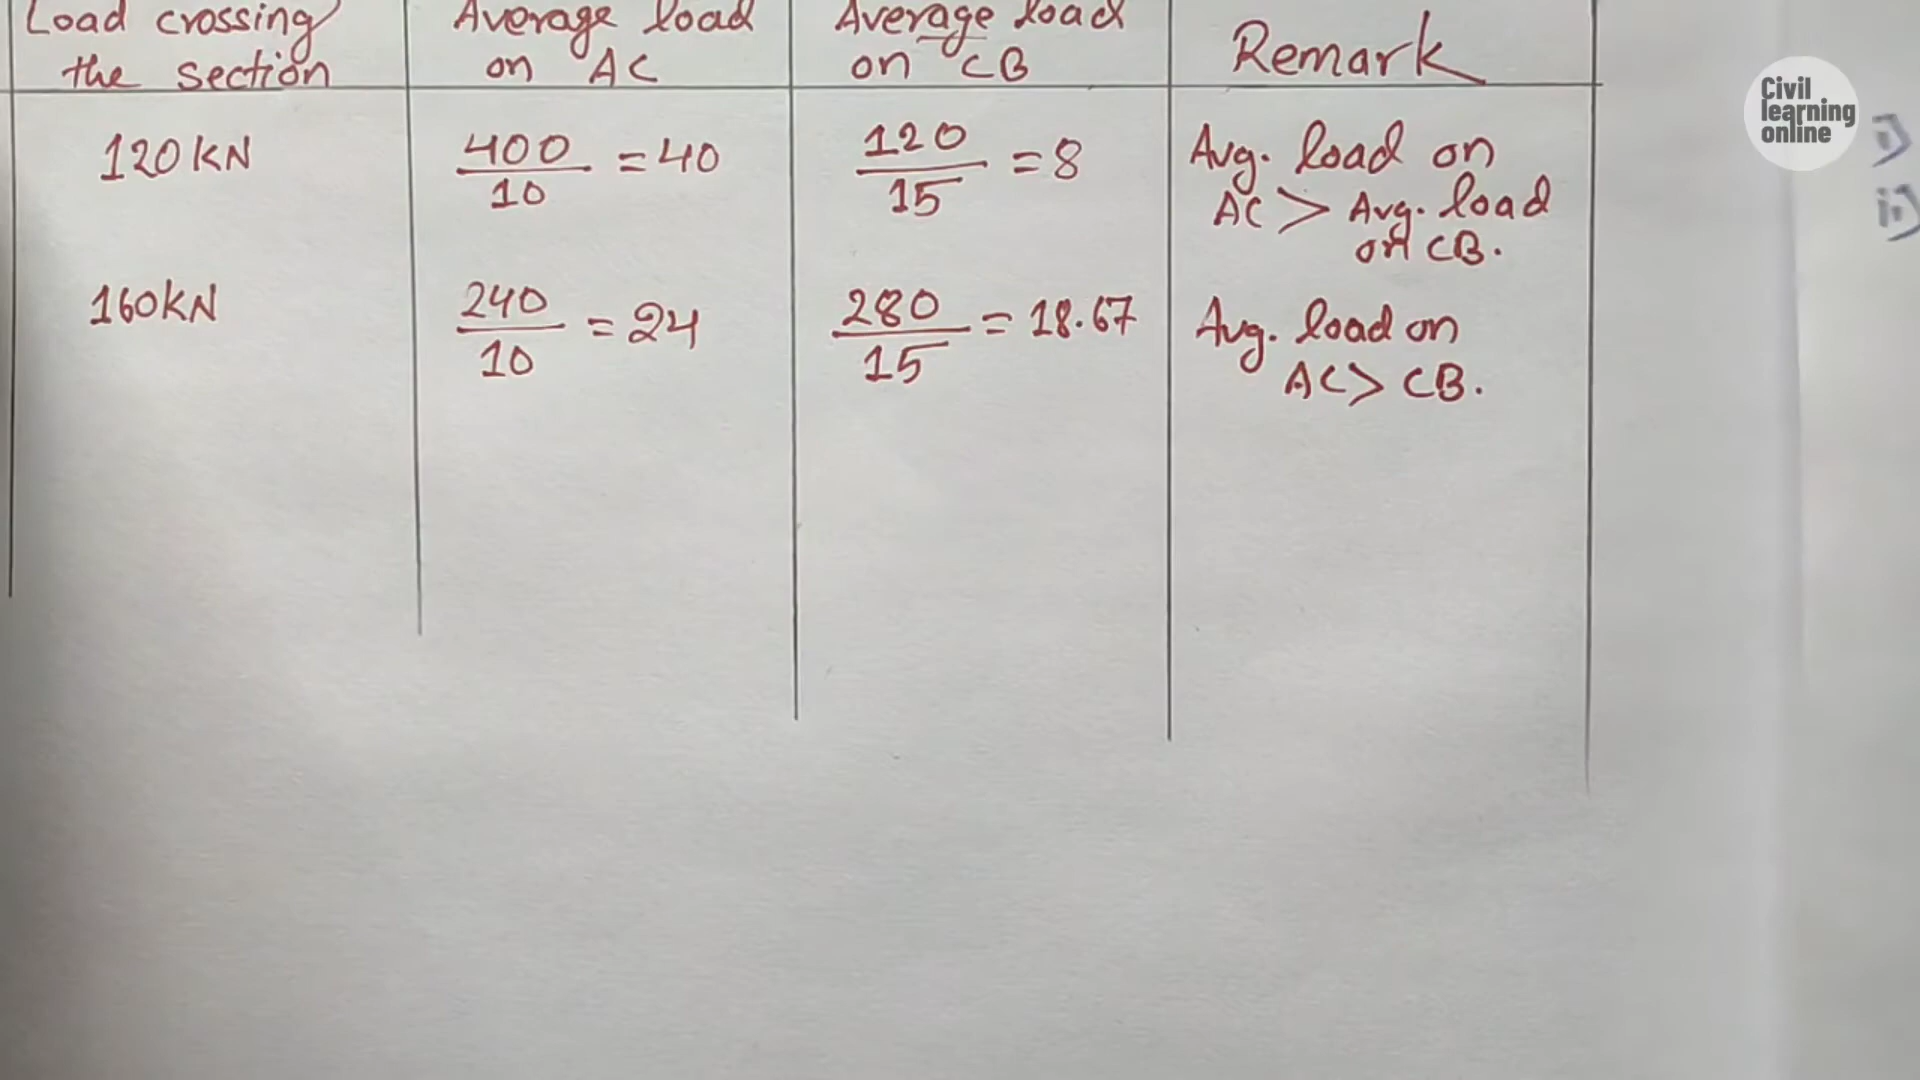 Load crossing the section
Average load on AC
Average load on CB
Remark
120 KN
400/10 = 40
120/15 = 8
Avg. load on
AC > Avg. load
on CB.
160KN
240/10 = 24
280/15 = 18.67
Avg. load on
AC > CB.
Civil
learning
online
i)
ii)